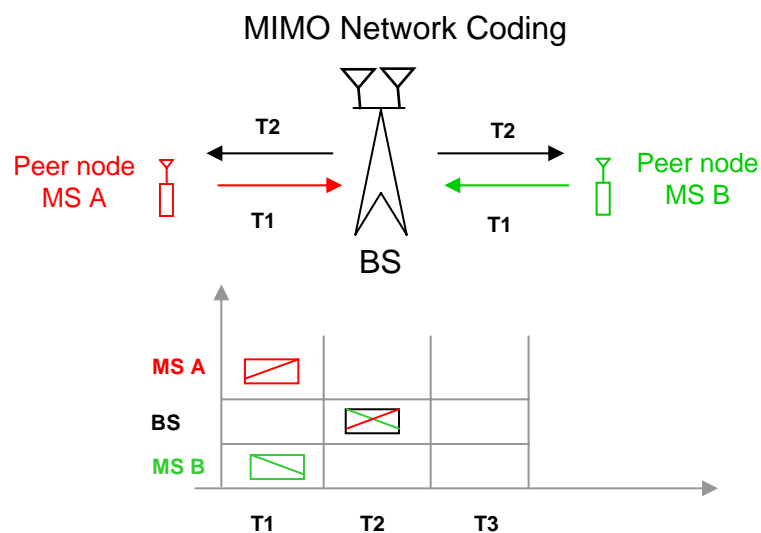 MIMO Network Coding
T2
T2
Peer node
MS A
Peer node
MS B
T1
T1
BS
MS A
BS
MS B
T1
T2
T3